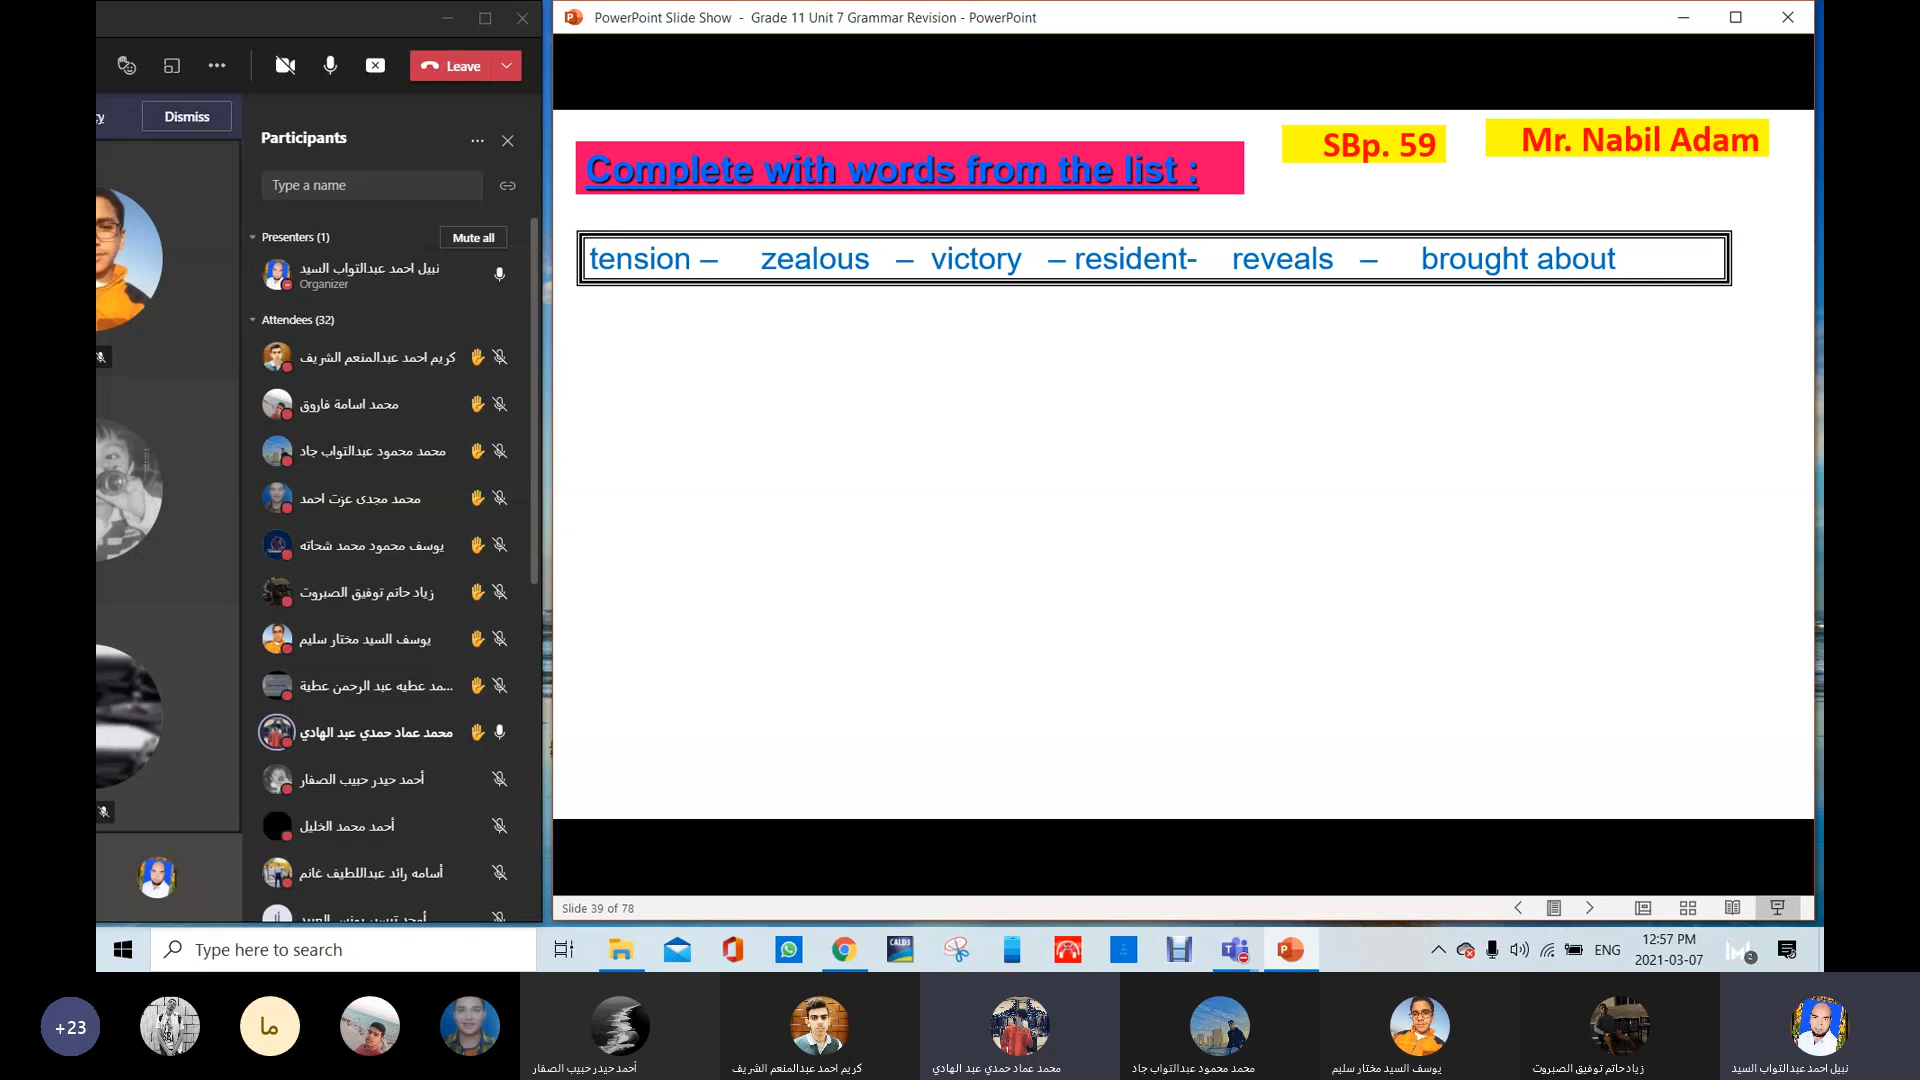 PowerPoint Slide Show - Grade 11 Unit 7 Grammar Revision - PowerPoint
Leave
Dismiss
Participants
Type a name
Presenters (1)
Mute all
نبيل احمد عبدالتواب السيد
Organizer
Attendees (32)
كريم احمد عبدالمنعم الشريف
محمد اسامة فاروق
محمد محمود عبدالتواب جاد
محمد مجدى عزت احمد
يوسف محمود محمد شحاته
زياد حاتم توفيق الصبروت
يوسف السيد مختار سليم
...مد عطيه عبد الرحمن عطية
محمد عماد حمدي عبد الهادي
أحمد حيدر حبيب الصفار
أحمد محمد الخليل
أسامه رائد عبداللطيف غانم
SBp. 59
Mr. Nabil Adam
Complete with words from the list :
tension – zealous – victory – resident- reveals – brought about
Slide 39 of 78
Type here to search
CALD3
ENG
12:57 PM
2021-03-07
2
+23
ما
أحمد حيدر حبيب الصفار
كريم احمد عبدالمنعم الشريف
محمد عماد حمدي عبد الهادي
محمد محمود عبدالتواب جاد
يوسف السيد مختار سليم
زياد حاتم توفيق الصبروت
نبيل احمد عبدالتواب السيد